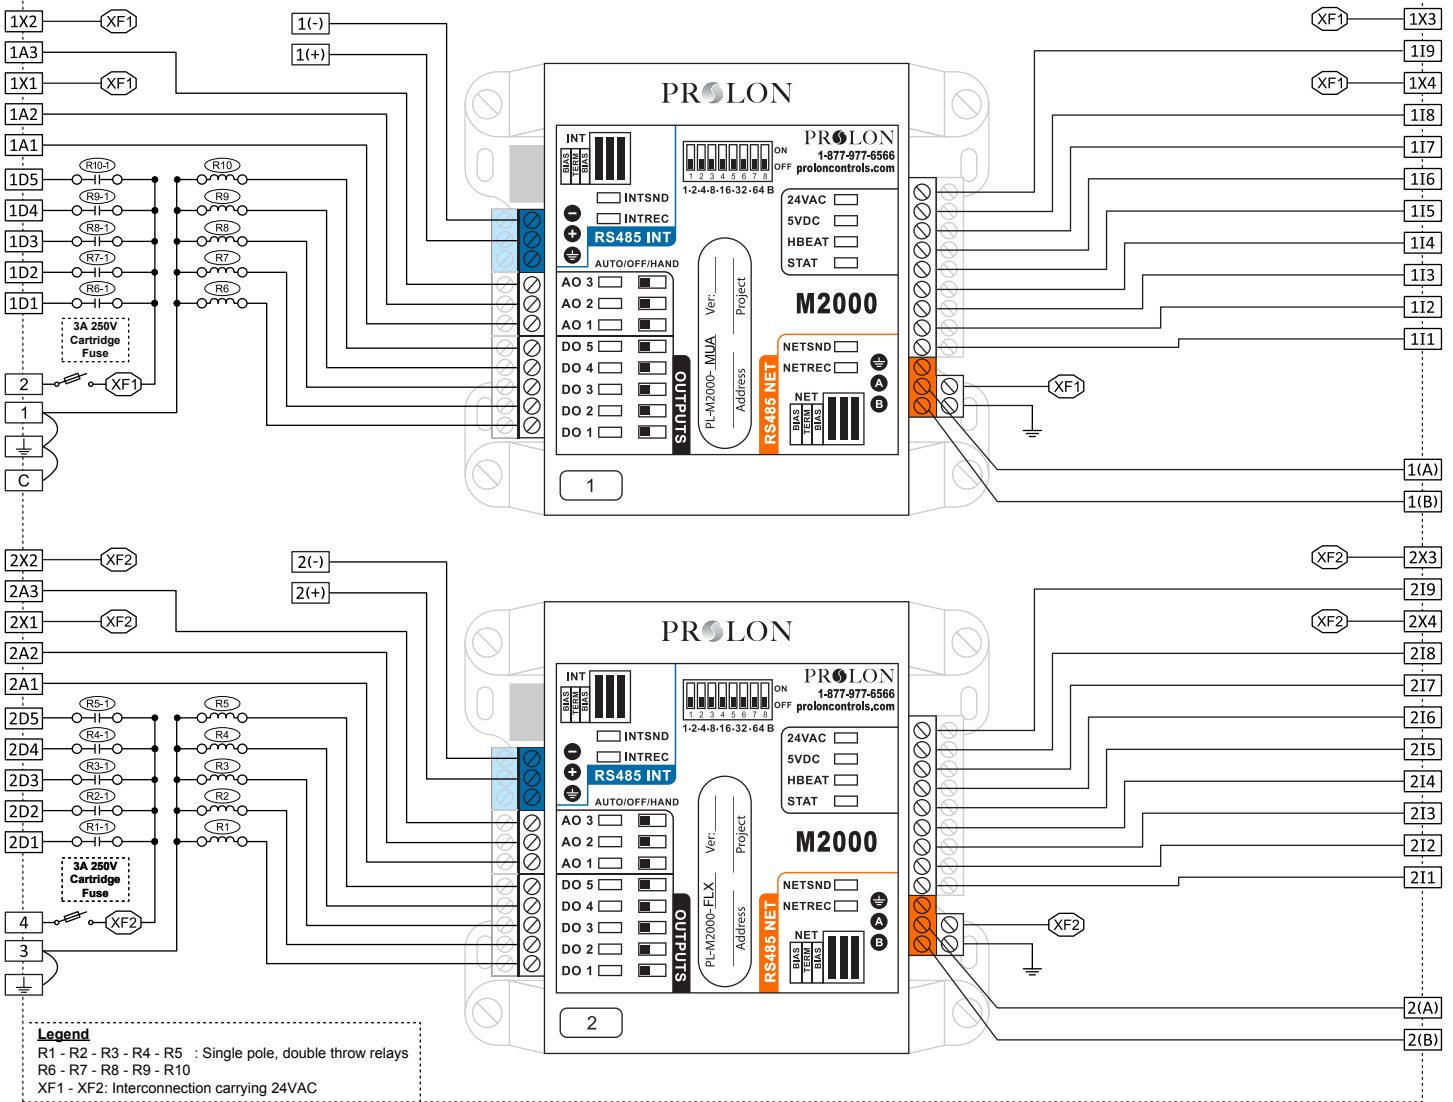 1X2 XF1 1(-) XF1 1X3
1A3 1(+) 1I9
1X1 XF1 XF1 1X4
1A2 1I8
1A1 1I7
1D5 R10-1 R10 1I6
1D4 R9-1 R9 1I5
1D3 R8-1 R8 1I4
1D2 R7-1 R7 1I3
1D1 R6-1 R6 1I2
1I1
3A 250V
Cartridge
Fuse
2 XF1
1
C
XF1
1(A)
1(B)
PROLON
INT
BIAS
TERM
BIAS
INTSND
INTREC
RS485 INT
1 2 3 4 5 6 7 8
ON
OFF
1-2-4-8-16-32-64 B
PROLON
1-877-977-6566
proloncontrols.com
24VAC
5VDC
HBEAT
STAT
AUTO/OFF/HAND
AO 3
AO 2
AO 1
DO 5
DO 4
DO 3
DO 2
DO 1
OUTPUTS
PL-M2000- MUA Ver:
Address Project
M2000
RS485 NET
NETSND
NETREC
A
B
NET
BIAS
TERM
BIAS
1
2X2 XF2 2(-) XF2 2X3
2A3 2(+) 2I9
2X1 XF2 XF2 2X4
2A2 2I8
2A1 2I7
2D5 R5-1 R5 2I6
2D4 R4-1 R4 2I5
2D3 R3-1 R3 2I4
2D2 R2-1 R2 2I3
2D1 R1-1 R1 2I2
2I1
3A 250V
Cartridge
Fuse
4 XF2
3
XF2
2(A)
2(B)
PROLON
INT
BIAS
TERM
BIAS
INTSND
INTREC
RS485 INT
1 2 3 4 5 6 7 8
ON
OFF
1-2-4-8-16-32-64 B
PROLON
1-877-977-6566
proloncontrols.com
24VAC
5VDC
HBEAT
STAT
AUTO/OFF/HAND
AO 3
AO 2
AO 1
DO 5
DO 4
DO 3
DO 2
DO 1
OUTPUTS
PL-M2000- FLX Ver:
Address Project
M2000
RS485 NET
NETSND
NETREC
A
B
NET
BIAS
TERM
BIAS
2
Legend
R1 - R2 - R3 - R4 - R5 : Single pole, double throw relays
R6 - R7 - R8 - R9 - R10
XF1 - XF2: Interconnection carrying 24VAC